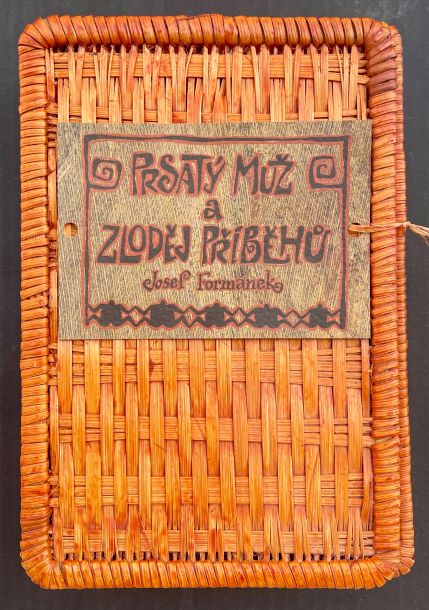 PRSATÝ MUŽ
a
ZLODĚJ PŘÍBĚHŮ
Josef Formánek